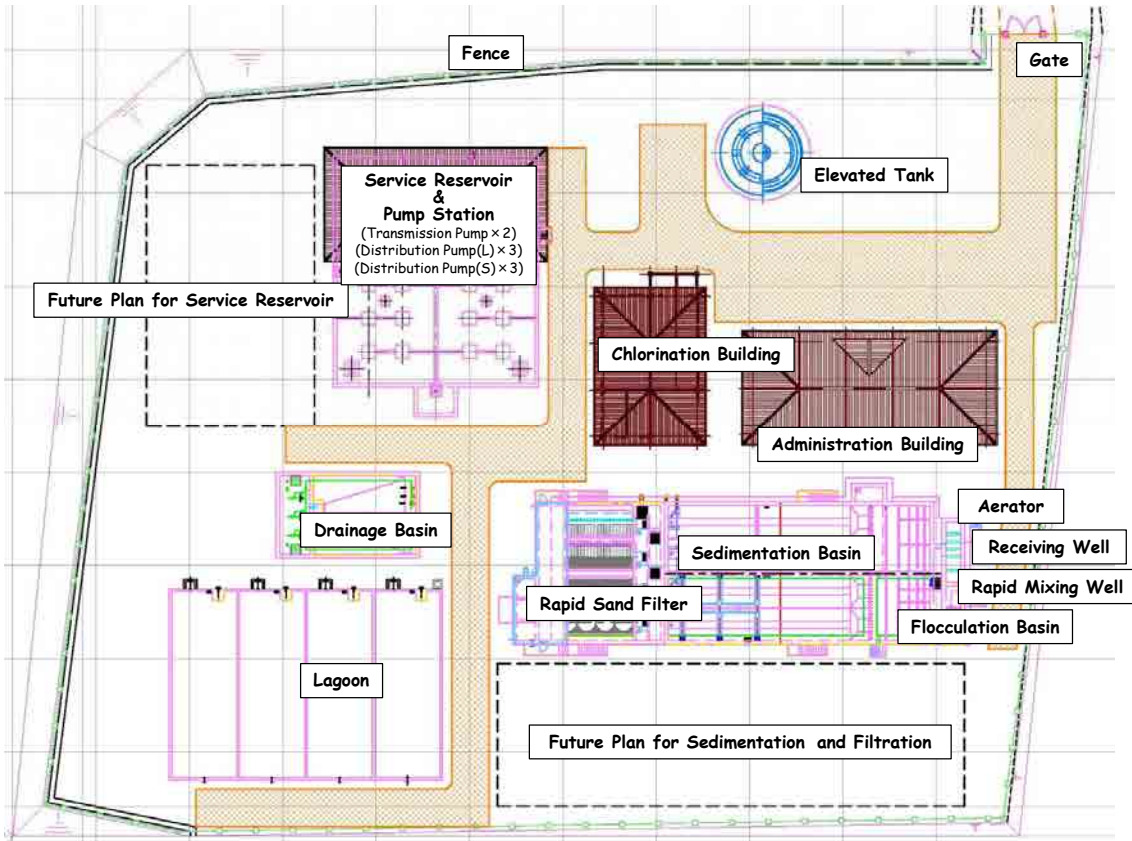 Fence
Gate
Service Reservoir
&
Pump Station
(Transmission Pump×2)
(Distribution Pump(L)×3)
(Distribution Pump(S)×3)
Elevated Tank
Future Plan for Service Reservoir
Chlorination Building
Administration Building
Aerator
Drainage Basin
Sedimentation Basin
Receiving Well
Rapid Mixing Well
Rapid Sand Filter
Flocculation Basin
Lagoon
Future Plan for Sedimentation and Filtration